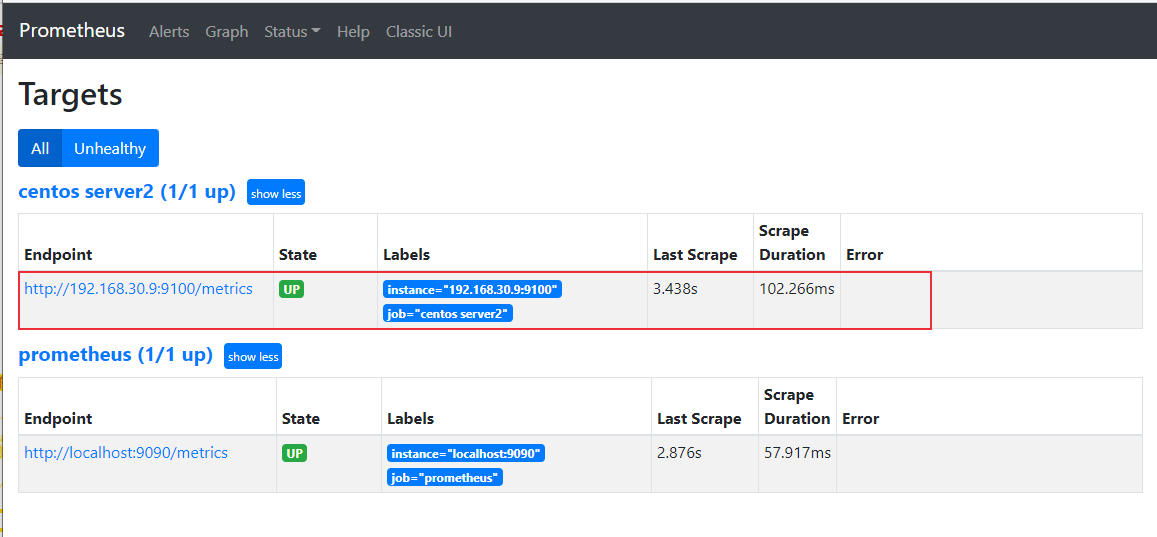 Prometheus Alerts Graph Status Help Classic UI
Targets
All Unhealthy
centos server2 (1/1 up) show less
Endpoint State Labels Last Scrape Scrape Duration Error
http://192.168.30.9:9100/metrics UP instance="192.168.30.9:9100" 3.438s 102.266ms
job="centos server2"
prometheus (1/1 up) show less
Endpoint State Labels Last Scrape Scrape Duration Error
http://localhost:9090/metrics UP instance="localhost:9090" 2.876s 57.917ms
job="prometheus"